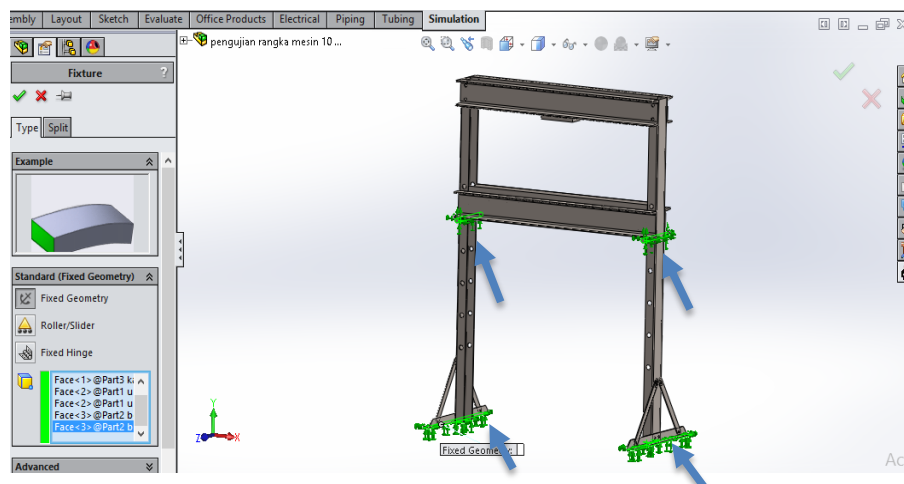 Layout Sketch Evaluate Office Products Electrical Piping Tubing Simulation
pengujian rangka mesin 10 ...
Fixture ?
Type Split
Example
Standard (Fixed Geometry)
Fixed Geometry
Roller/Slider
Fixed Hinge
Face<1>@Part3 k
Face<2>@Part1 u
Face<2>@Part1 u
Face<3>@Part2 b
Face<3>@Part2 b
Advanced
Y
Z X
Fixed Geometry:
Ac